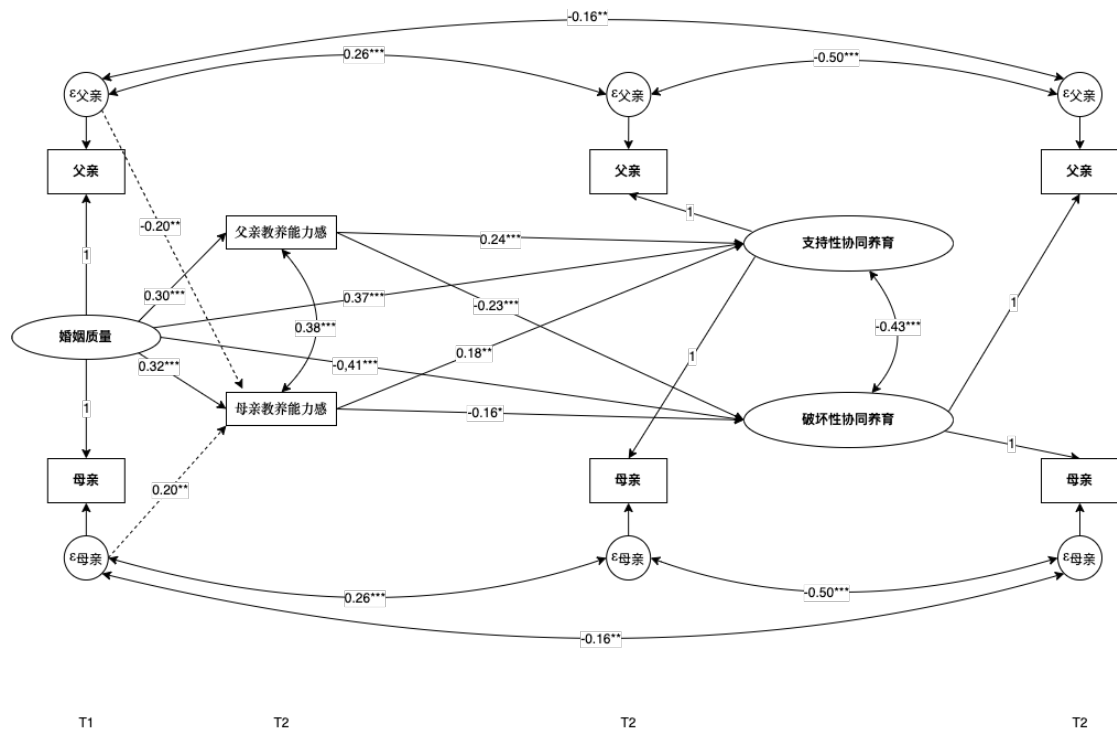 -0.16**
0.26***
-0.50***
ε父亲
ε父亲
ε父亲
父亲
父亲
父亲
1
-0.20**
父亲教养能力感
0.24***
支持性协同养育
1
0.30***
0.37***
-0.23***
1
婚姻质量
0.38***
-0.43***
0.32***
-0,41***
0.18**
1
1
母亲教养能力感
-0.16*
破坏性协同养育
1
母亲
0.20**
母亲
母亲
ε母亲
ε母亲
ε母亲
0.26***
-0.50***
-0.16**
T1
T2
T2
T2